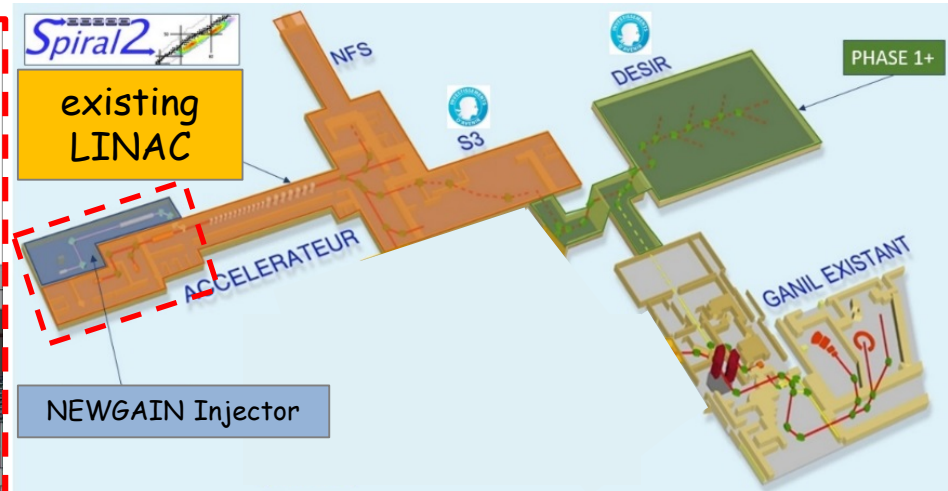 Spiral2
existing
LINAC
NFS
S3
DESIR
PHASE 1+
ACCELERATEUR
GANIL EXISTANT
NEWGAIN Injector